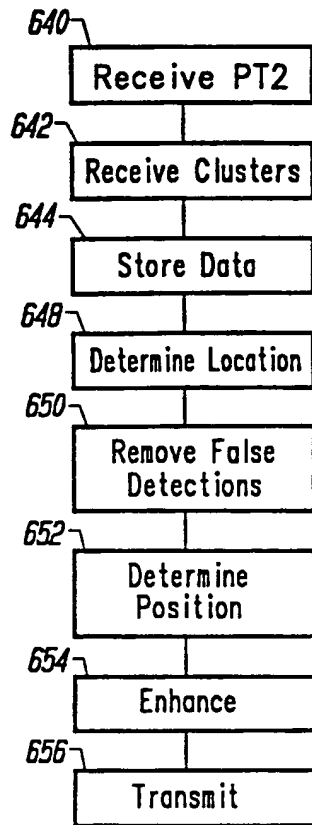 640
Receive PT2
642
Receive Clusters
644
Store Data
648
Determine Location
650
Remove False
Detections
652
Determine
Position
654
Enhance
656
Transmit